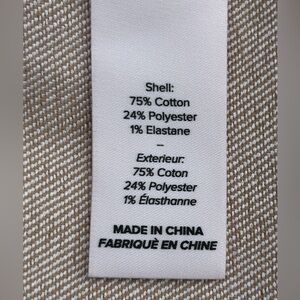 Shell:
75% Cotton
24% Polyester
1% Elastane
–
Exterieur:
75% Coton
24% Polyester
1% Élasthanne
MADE IN CHINA
FABRIQUÈ EN CHINE